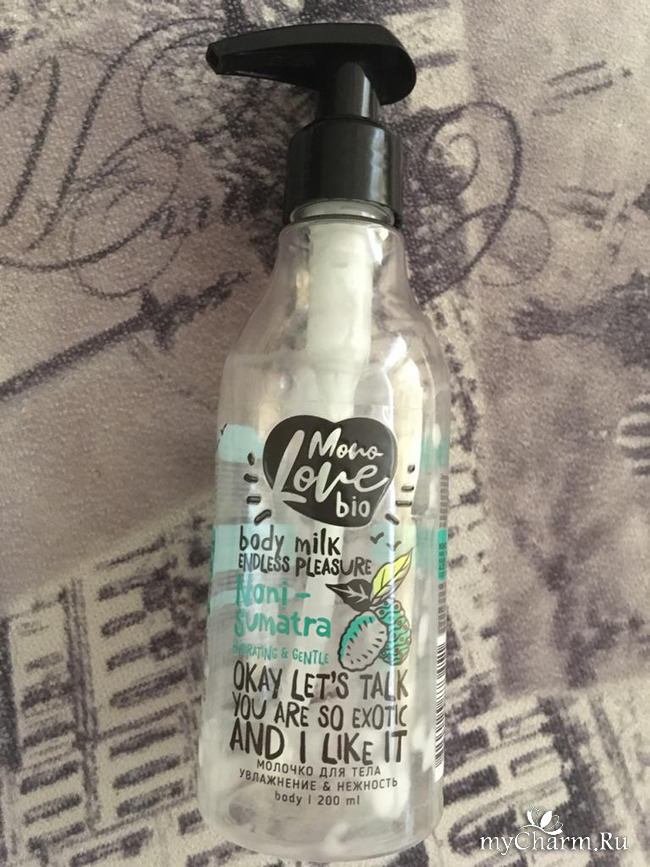 Mono
Love
bio
body milk
ENDLESS PLEASURE
Noni -
Sumatra
HYDRATING & GENTLE
OKAY LET'S TALK
YOU ARE SO EXOTIC
AND I LIKE IT
МОЛОЧКО ДЛЯ ТЕЛА
УВЛАЖНЕНИЕ & НЕЖНОСТЬ
body | 200 ml
myCharm.Ru